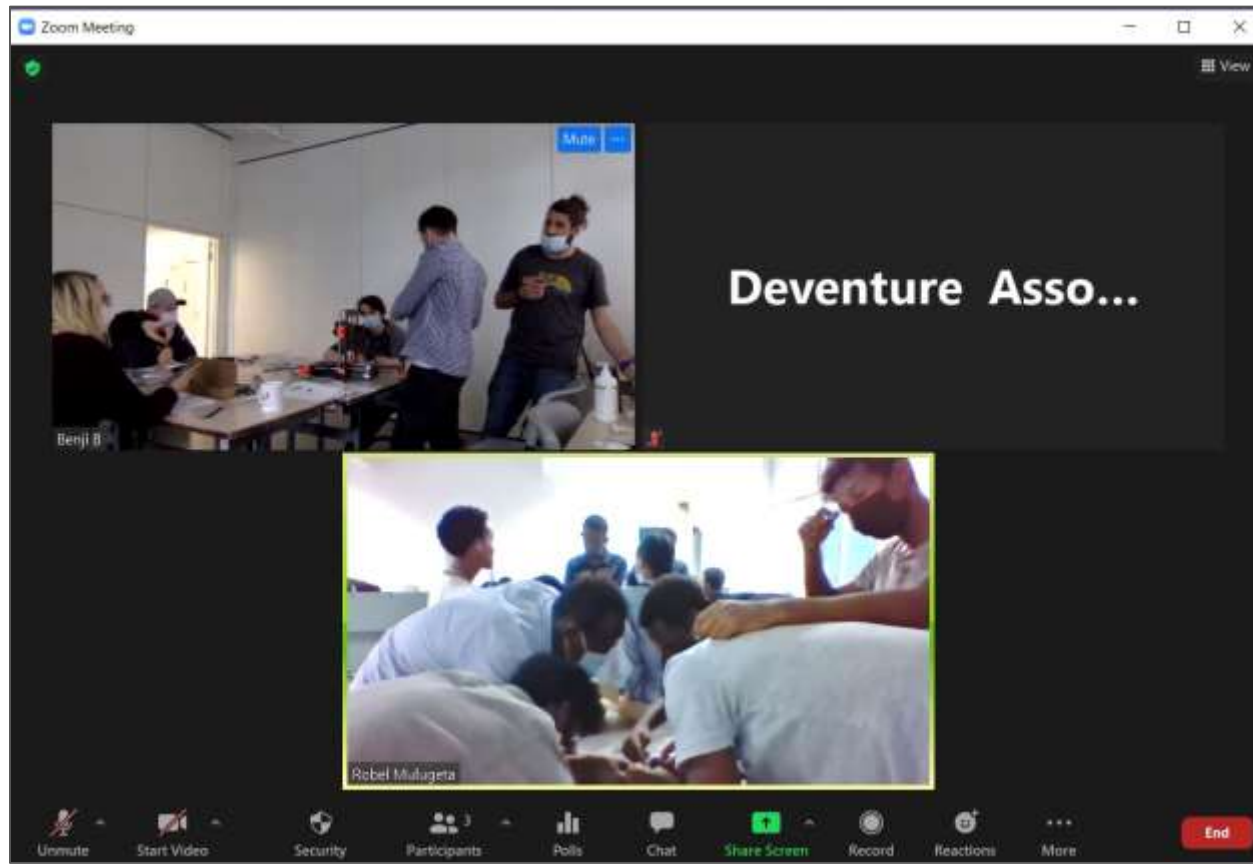 Zoom Meeting
View
Mute ...
Benji B
Deventure Asso...
Robel Mulugeta
Unmute
Start Video
Security
Participants
3
Polls
Chat
Share Screen
Record
Reactions
More
End